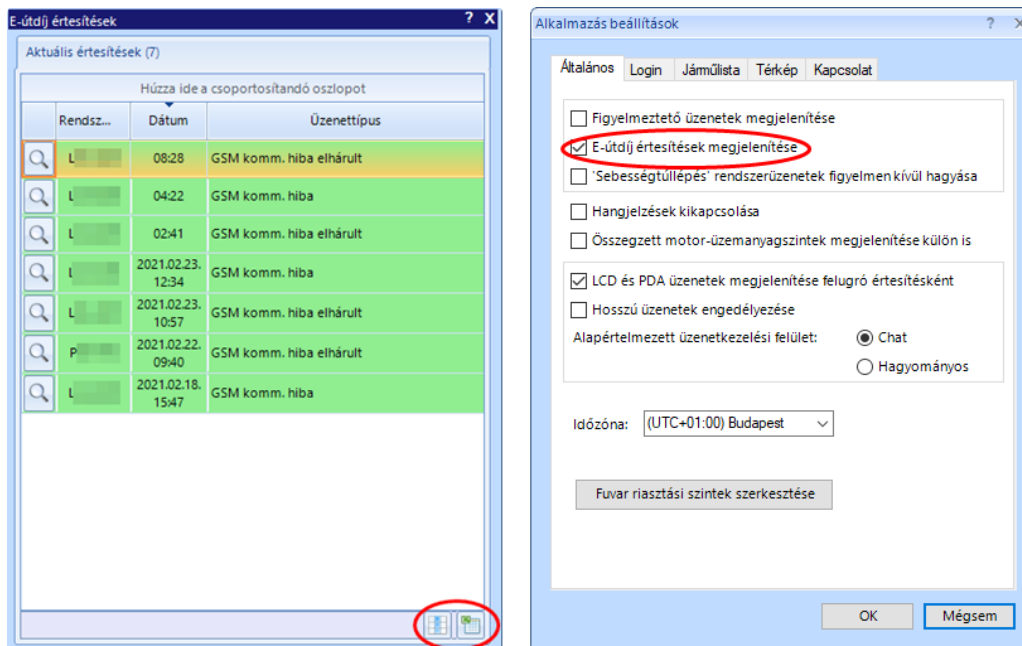 E-útdíj értesítések ? X
Aktuális értesítések (7)
Húzza ide a csoportosítandó oszlopot
Rendsz... Dátum Üzenettípus
L 08:28 GSM komm. hiba elhárult
L 04:22 GSM komm. hiba
L 02:41 GSM komm. hiba elhárult
L 2021.02.23. 12:34 GSM komm. hiba
L 2021.02.23. 10:57 GSM komm. hiba elhárult
P 2021.02.22. 09:40 GSM komm. hiba elhárult
L 2021.02.18. 15:47 GSM komm. hiba
Alkalmazás beállítások ? X
Általános Login Járműlista Térkép Kapcsolat
Figyelmeztető üzenetek megjelenítése
E-útdíj értesítések megjelenítése
'Sebességtúllépés' rendszerüzenetek figyelmen kívül hagyása
Hangjelzések kikapcsolása
Összegzett motor-üzemanyagszintek megjelenítése külön is
LCD és PDA üzenetek megjelenítése felugró értesítésként
Hosszú üzenetek engedélyezése
Alapértelmezett üzenetkezelési felület: Chat
Hagyományos
Időzóna: (UTC+01:00) Budapest
Fuvar riasztási szintek szerkesztése
OK Mégsem